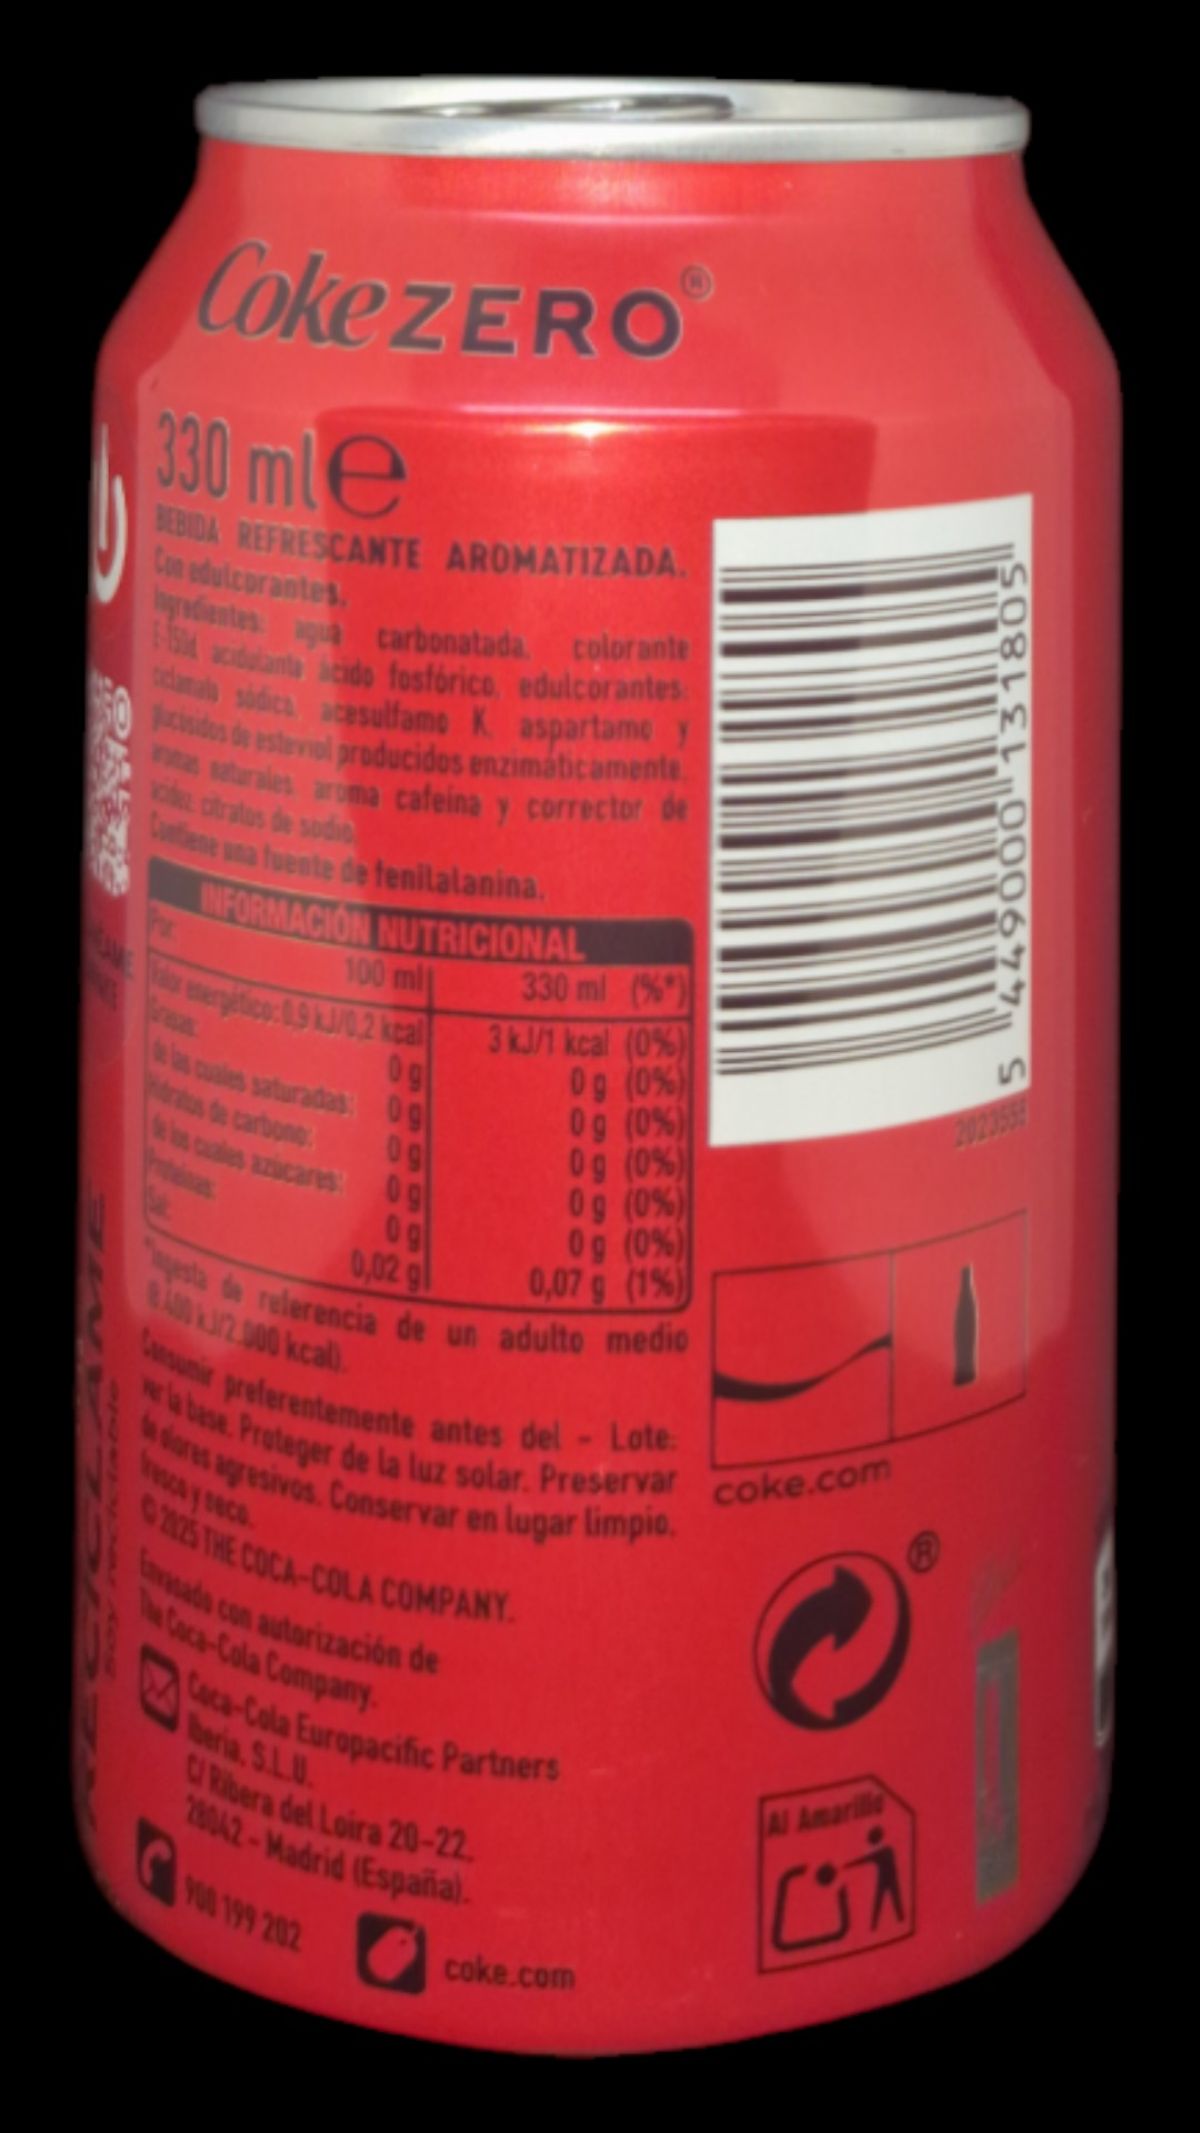 Coke ZERO®
330 ml e
BEBIDA REFRESCANTE AROMATIZADA.
Con edulcorantes.
Ingredientes: agua carbonatada, colorante
E-150d, acidulante ácido fosfórico, edulcorantes:
ciclamato sódico, acesulfamo K, aspartamo y
glucósidos de esteviol producidos enzimáticamente,
aromas naturales, aroma cafeína y corrector de
acidez citratos de sodio.
Contiene una fuente de fenilalanina.
INFORMACIÓN NUTRICIONAL
Por: 100 ml 330 ml (%*)
Valor energético: 0,9 kJ/0,2 kcal 3 kJ/1 kcal (0%)
Grasas: 0 g 0 g (0%)
de las cuales saturadas: 0 g 0 g (0%)
Hidratos de carbono: 0 g 0 g (0%)
de los cuales azúcares: 0 g 0 g (0%)
Proteínas: 0 g 0 g (0%)
Sal: 0,02 g 0,07 g (1%)
*Ingesta de referencia de un adulto medio
(8.400 kJ/2.000 kcal).
Consumir preferentemente antes del - Lote:
ver la base. Proteger de la luz solar. Preservar
de olores agresivos. Conservar en lugar limpio,
fresco y seco.
© 2025 THE COCA-COLA COMPANY.
Envasado con autorización de
The Coca-Cola Company.
Coca-Cola Europacific Partners
Iberia, S.L.U.
C/ Ribera del Loira 20-22,
28042 - Madrid (España).
900 199 202
coke.com
5 449000 131805
2023558
coke.com
®
Al Amarillo
RECÍCLAME
Soy reciclable